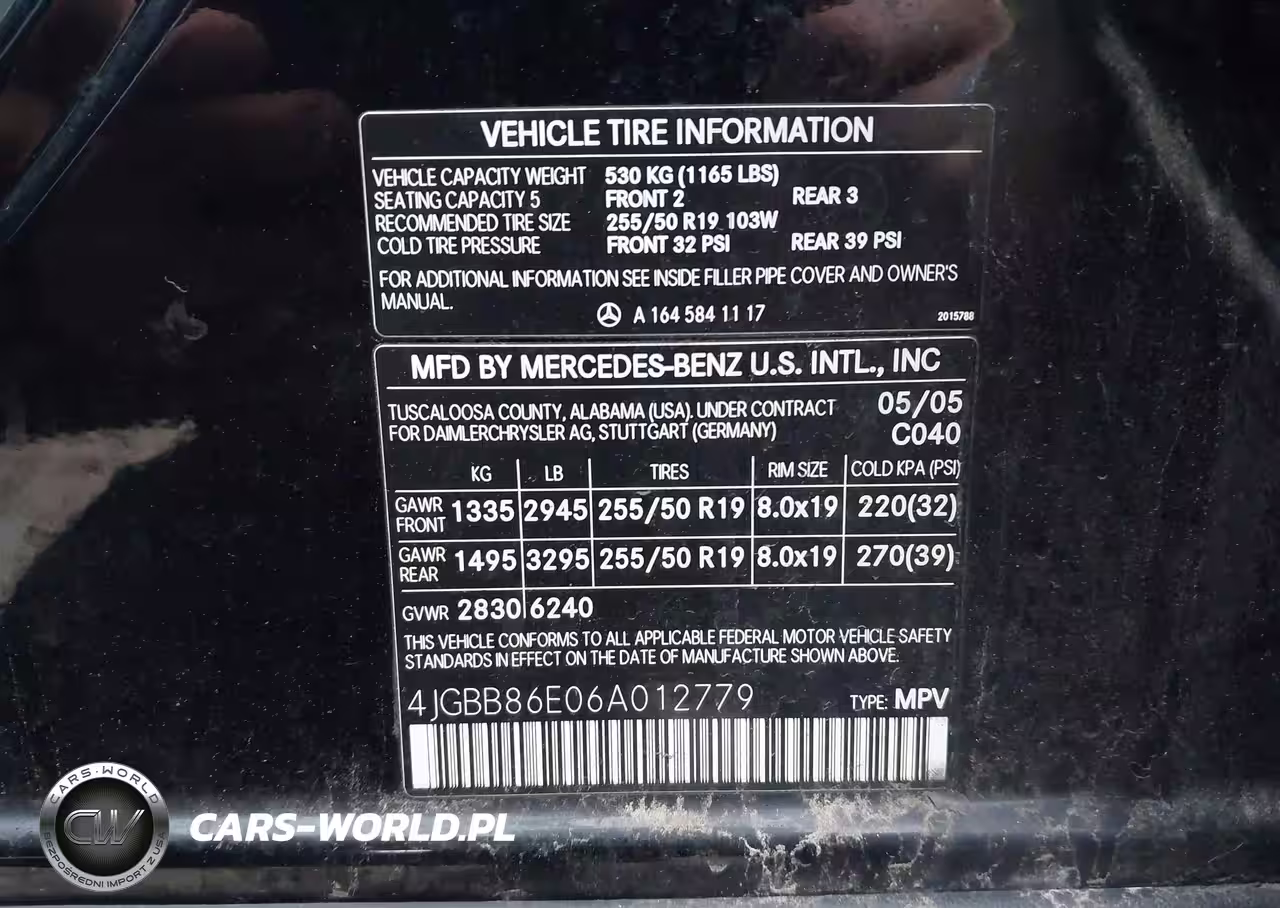 VEHICLE TIRE INFORMATION
VEHICLE CAPACITY WEIGHT 530 KG (1165 LBS)
SEATING CAPACITY 5 FRONT 2 REAR 3
RECOMMENDED TIRE SIZE 255/50 R19 103W
COLD TIRE PRESSURE FRONT 32 PSI REAR 39 PSI
FOR ADDITIONAL INFORMATION SEE INSIDE FILLER PIPE COVER AND OWNER'S
MANUAL.
A 164 584 11 17 2015788
MFD BY MERCEDES-BENZ U.S. INTL., INC
TUSCALOOSA COUNTY, ALABAMA (USA). UNDER CONTRACT 05/05
FOR DAIMLERCHRYSLER AG, STUTTGART (GERMANY) C040
KG LB TIRES RIM SIZE COLD KPA (PSI)
GAWR FRONT 1335 2945 255/50 R19 8.0x19 220(32)
GAWR REAR 1495 3295 255/50 R19 8.0x19 270(39)
GVWR 2830 6240
THIS VEHICLE CONFORMS TO ALL APPLICABLE FEDERAL MOTOR VEHICLE SAFETY
STANDARDS IN EFFECT ON THE DATE OF MANUFACTURE SHOWN ABOVE.
4JGBB86E06A012779 TYPE: MPV
CARS-WORLD
CW
BEZPOŚREDNI IMPORT Z USA
CARS-WORLD.PL